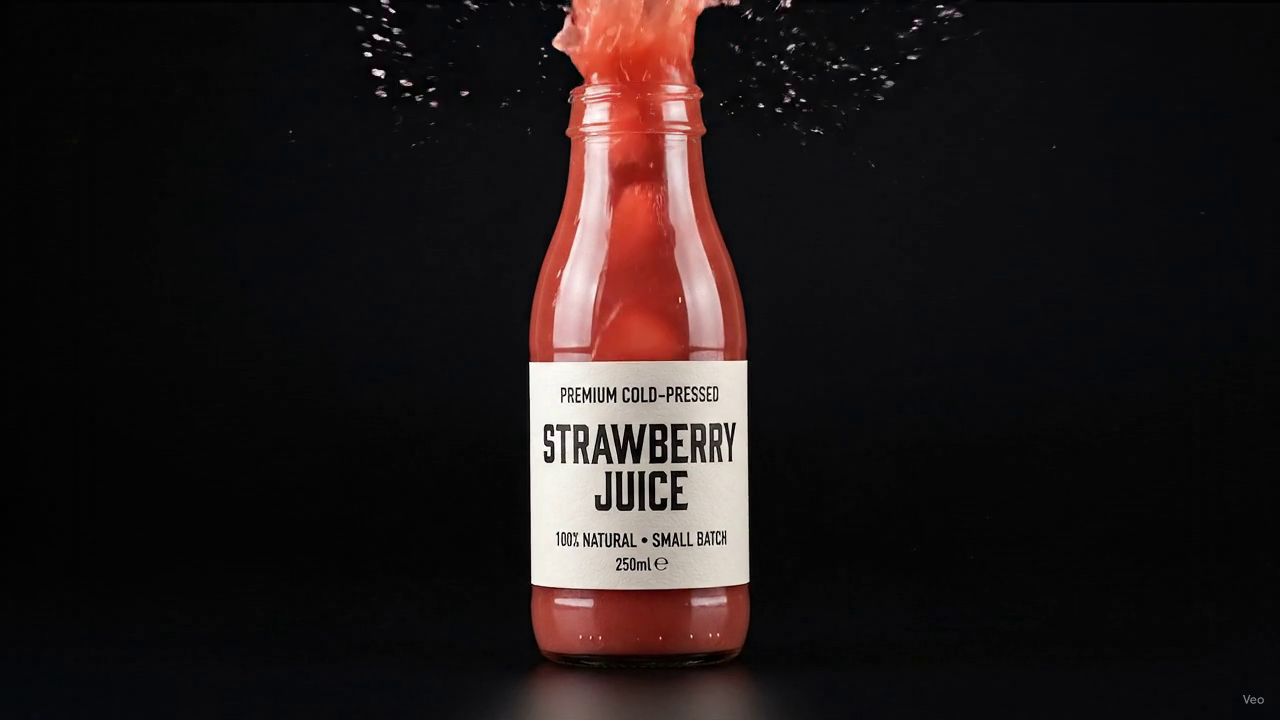 PREMIUM COLD-PRESSED
STRAWBERRY
JUICE
100% NATURAL • SMALL BATCH
250ml ℮
Veo